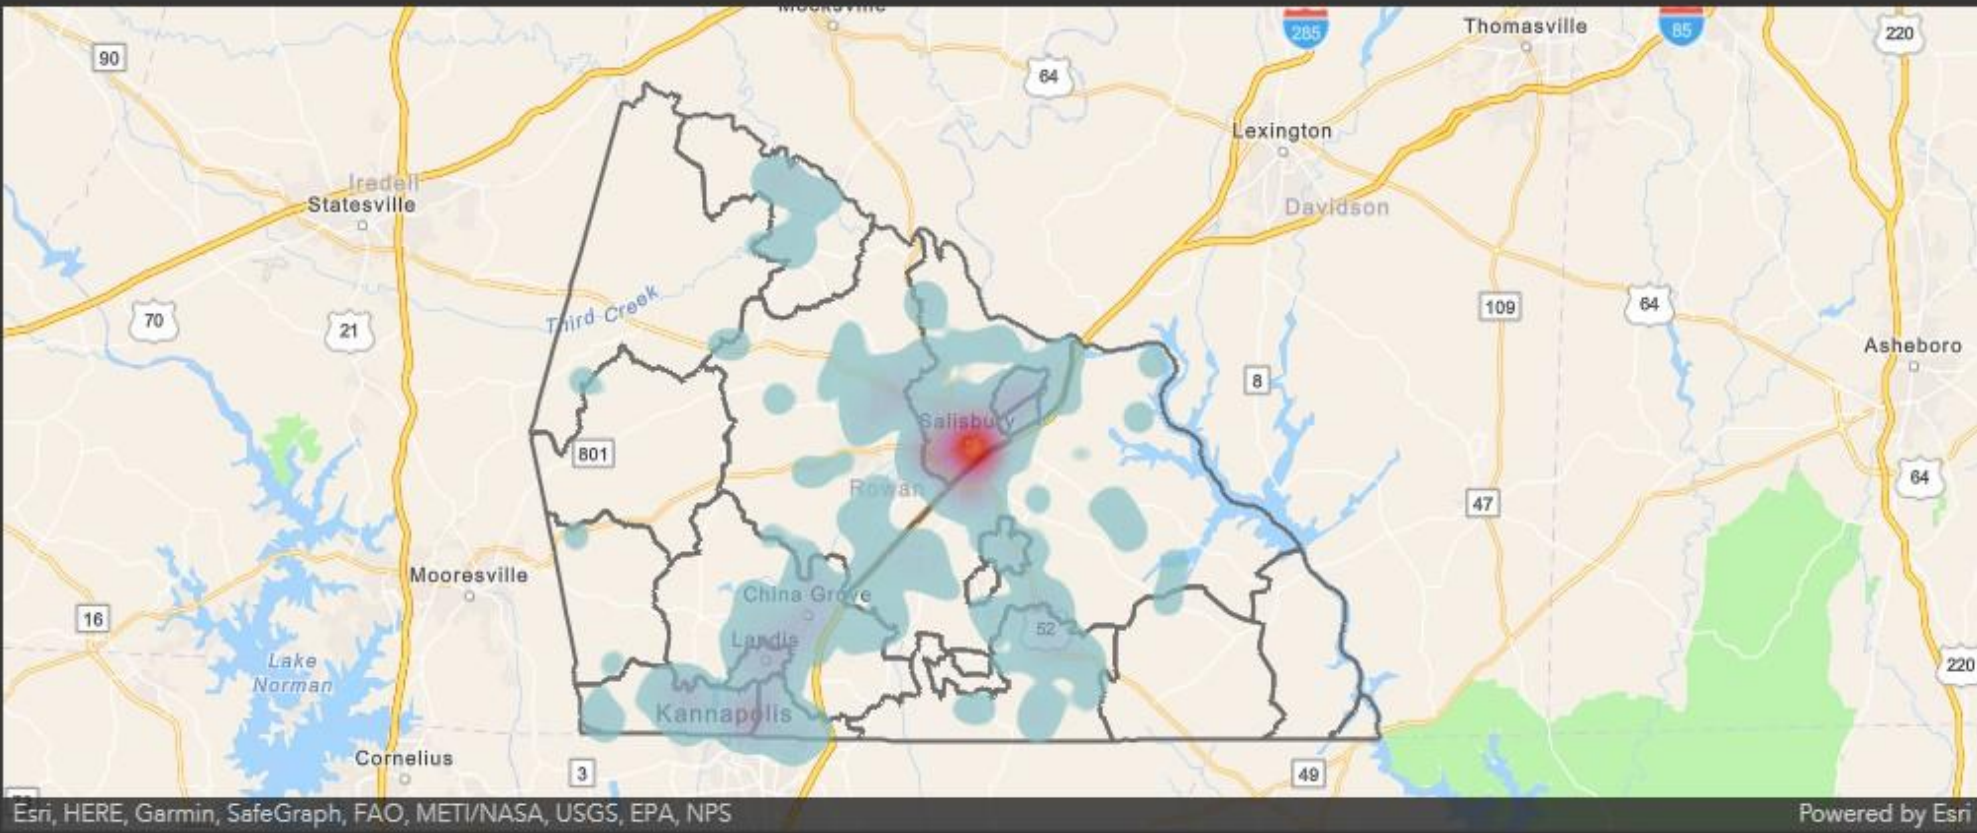 Mocksville
285
Thomasville
85
220
90
64
Lexington
Iredell
Statesville
Davidson
Third Creek
70
21
109
64
Asheboro
8
Salisbury
801
64
Rowan
47
Mooresville
China Grove
16
52
Landis
Lake
Norman
220
Kannapolis
Cornelius
3
49
Esri, HERE, Garmin, SafeGraph, FAO, METI/NASA, USGS, EPA, NPS
Powered by Esri